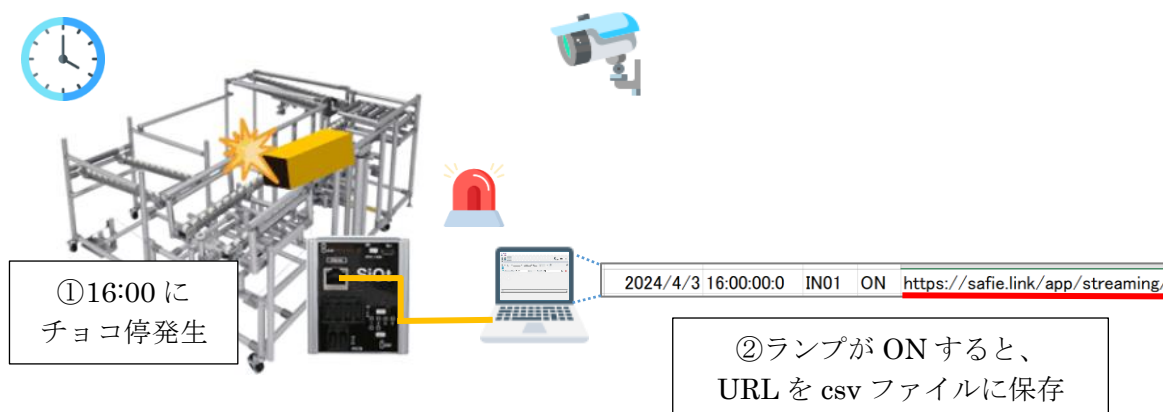 SiO+
①16:00 に
チョコ停発生
2024/4/3 16:00:00:0 IN01 ON https://safie.link/app/streaming/
②ランプが ON すると、
URL を csv ファイルに保存